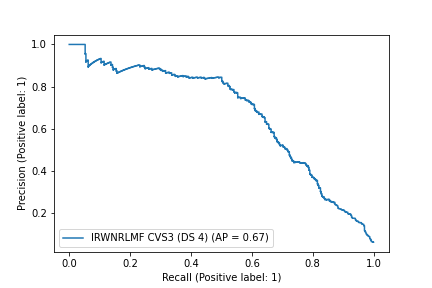 1.0
0.8
0.6
0.4
0.2
Precision (Positive label: 1)
IRWNRLMF CVS3 (DS 4) (AP = 0.67)
0.0 0.2 0.4 0.6 0.8 1.0
Recall (Positive label: 1)